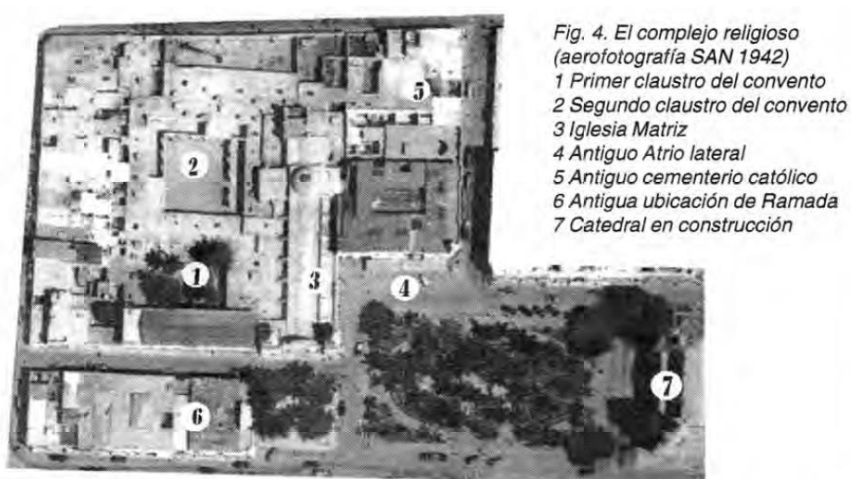 Fig. 4. El complejo religioso
(aerofotografía SAN 1942)
1 Primer claustro del convento
2 Segundo claustro del convento
3 Iglesia Matriz
4 Antiguo Atrio lateral
5 Antiguo cementerio católico
6 Antigua ubicación de Ramada
7 Catedral en construcción
5
2
1
3
4
6
7